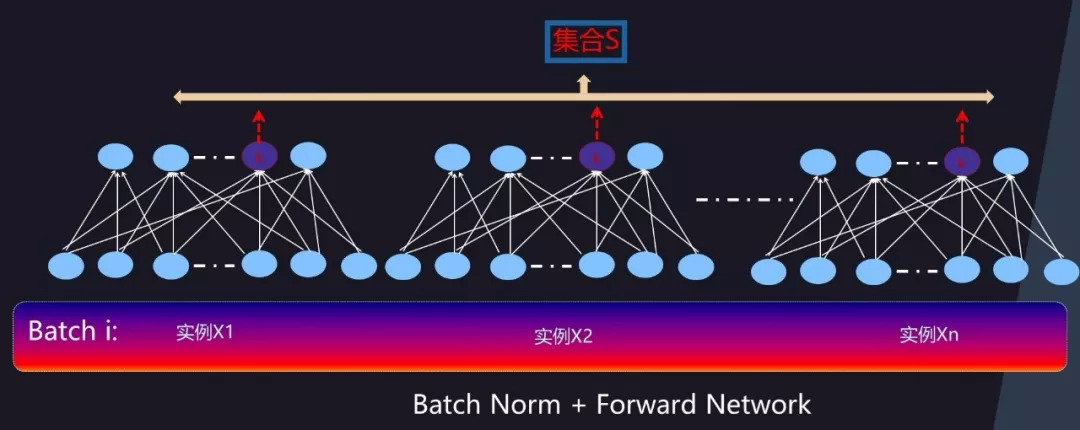 集合S
Batch i:
实例X1
实例X2
实例Xn
Batch Norm + Forward Network